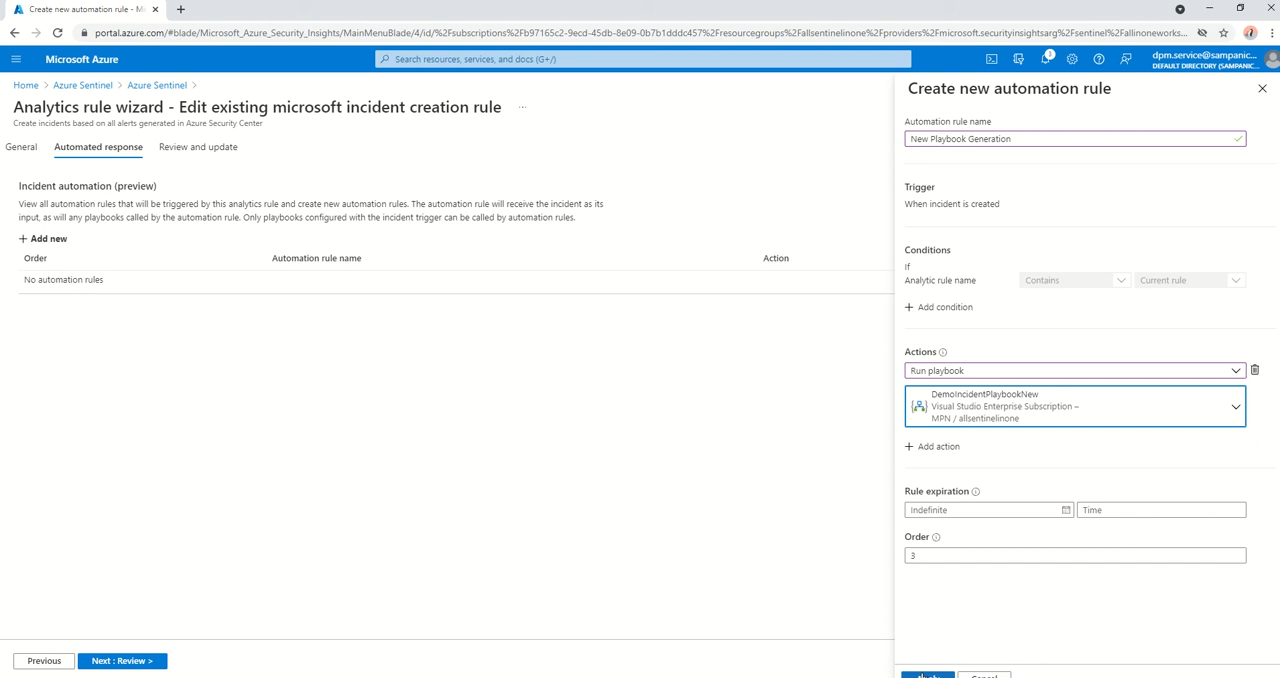 Create new automation rule - M
portal.azure.com/#blade/Microsoft_Azure_Security_Insights/MainMenuBlade/4/id/%2Fsubscriptions%2Fb97165c2-9ecd-45db-8e09-0b7b1dddc457%2Fresourcegroups%2Fallsentinelone%2Fproviders%2Fmicrosoft.securityinsightsarg%2Fsentinel%2Fallinoneworks...
Microsoft Azure
Search resources, services, and docs (G+/)
1
dpm.service@sampanic...
DEFAULT DIRECTORY (SAMPANIC...
Home > Azure Sentinel > Azure Sentinel >
Analytics rule wizard - Edit existing microsoft incident creation rule ...
Create incidents based on all alerts generated in Azure Security Center
General
Automated response
Review and update
Incident automation (preview)
View all automation rules that will be triggered by this analytics rule and create new automation rules. The automation rule will receive the incident as its
input, as will any playbooks called by the automation rule. Only playbooks configured with the incident trigger can be called by automation rules.
+ Add new
Order
Automation rule name
Action
No automation rules
Previous
Next : Review >
Create new automation rule
Automation rule name
New Playbook Generation
Trigger
When incident is created
Conditions
If
Analytic rule name
Contains
Current rule
+ Add condition
Actions
Run playbook
DemoIncidentPlaybookNew
Visual Studio Enterprise Subscription –
MPN / allsentinelone
+ Add action
Rule expiration
Indefinite
Time
Order
3
Apply
Cancel